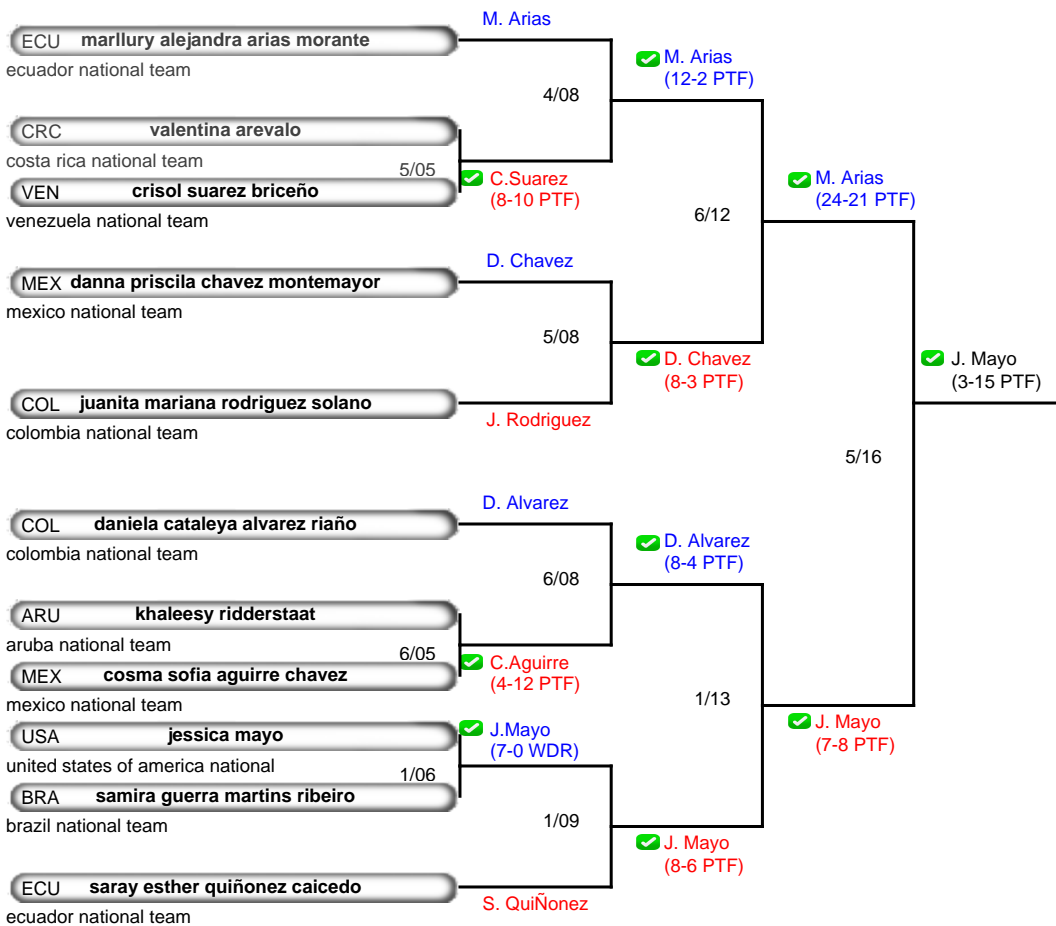 M. Arias
ECU marllury alejandra arias morante
ecuador national team
M. Arias
(12-2 PTF)
4/08
CRC valentina arevalo
costa rica national team
5/05
C.Suarez
(8-10 PTF)
VEN crisol suarez briceño
venezuela national team
M. Arias
(24-21 PTF)
6/12
D. Chavez
MEX danna priscila chavez montemayor
mexico national team
5/08
D. Chavez
(8-3 PTF)
J. Mayo
(3-15 PTF)
COL juanita mariana rodriguez solano
J. Rodriguez
colombia national team
5/16
D. Alvarez
COL daniela cataleya alvarez riaño
colombia national team
D. Alvarez
(8-4 PTF)
6/08
ARU khaleesy ridderstaat
aruba national team
6/05
C.Aguirre
(4-12 PTF)
MEX cosma sofia aguirre chavez
mexico national team
1/13
J. Mayo
(7-8 PTF)
J.Mayo
(7-0 WDR)
USA jessica mayo
united states of america national
1/06
BRA samira guerra martins ribeiro
brazil national team
1/09
J. Mayo
(8-6 PTF)
ECU saray esther quiñonez caicedo
S. QuiÑonez
ecuador national team